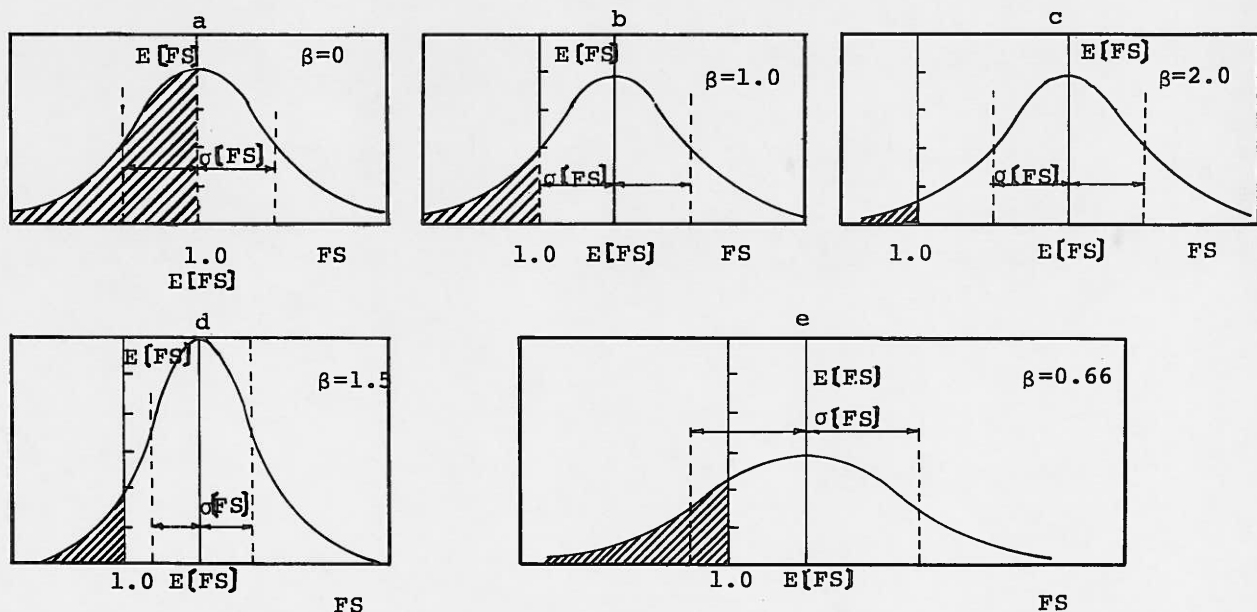 a
E[FS]
β=0
σ[FS]
1.0 FS
E[FS]
b
E[FS]
β=1.0
σ[FS]
1.0 E[FS] FS
c
E[FS]
β=2.0
σ[FS]
1.0 E[FS] FS
d
E[FS]
β=1.5
σ[FS]
1.0 E[FS]
FS
e
E[FS]
β=0.66
σ[FS]
1.0 E[FS]
FS